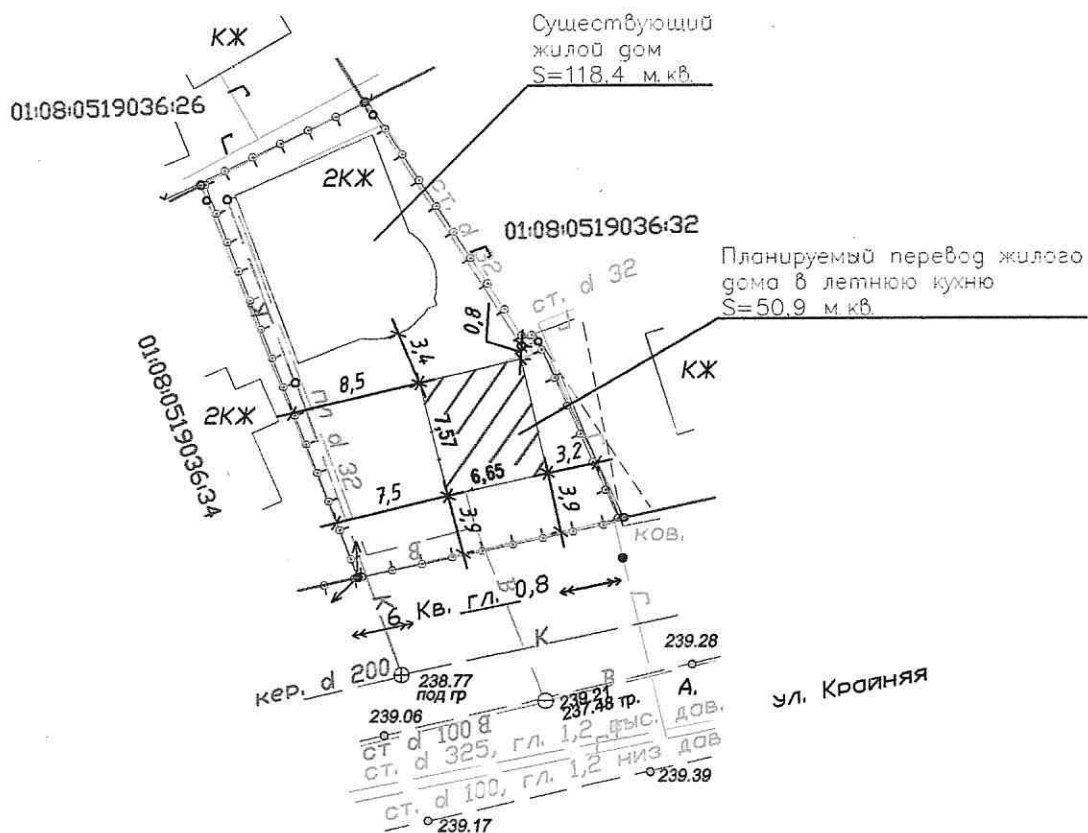 Существующий
жилой дом
S=118,4 м.кв.
КЖ
Г
01:08:0519036:26
Г
2КЖ
ст. d 32
Г
01:08:0519036:32
Планируемый перевод жилого
дома в летнюю кухню
S=50,9 м.кв.
ст. d 32
0,8
3,4
8,5
К
КЖ
2КЖ
01:08:0519036:34
пл d 32
7,57
3,2
6,65
7,5
3,9
3,9
ков.
В
В
К
6 Кв. гл. 0,8
Г
К
239.28
кер. d 200
238.77
под гр
В
А.
ул. Крайняя
239.21
237.48 тр.
239.06
ст d 100 В
ст. d 325, гл. 1,2 выс. дав.
Г
ст. d 100, гл. 1,2 низ дав
239.39
239.17